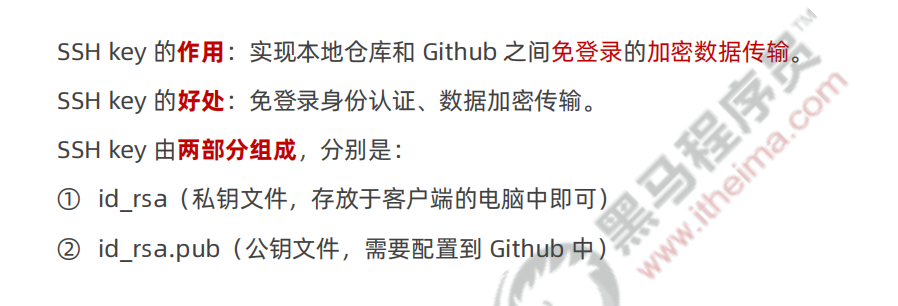 SSH key 的作用：实现本地仓库和 Github 之间免登录的加密数据传输。
SSH key 的好处：免登录身份认证、数据加密传输。
SSH key 由两部分组成，分别是：
① id_rsa（私钥文件，存放于客户端的电脑中即可）
② id_rsa.pub（公钥文件，需要配置到 Github 中）
黑马程序员™
www.itheima.com